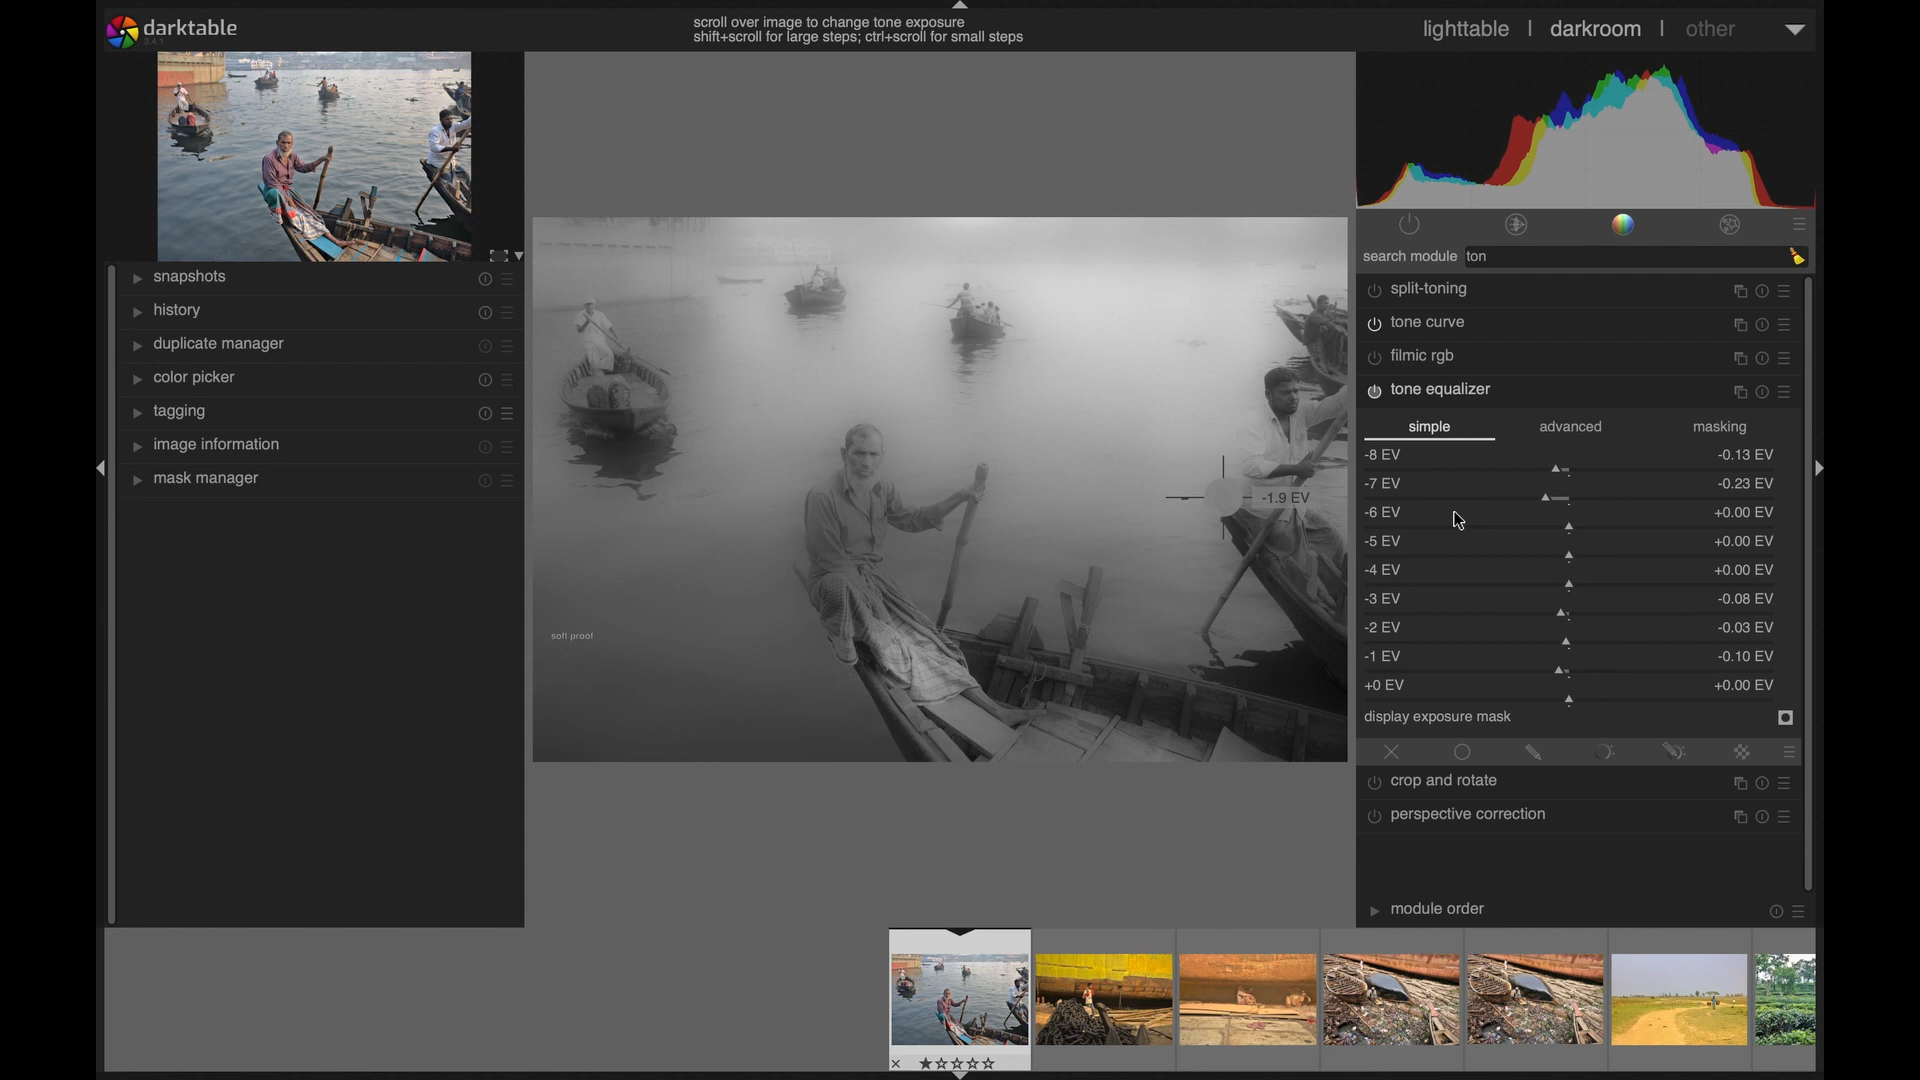 darktable
3.4.1
scroll over image to change tone exposure
shift+scroll for large steps; ctrl+scroll for small steps
lighttable | darkroom | other
snapshots
history
duplicate manager
color picker
tagging
image information
mask manager
-1.9 EV
soft proof
search module ton
split-toning
tone curve
filmic rgb
tone equalizer
simple advanced masking
-8 EV -0.13 EV
-7 EV -0.23 EV
-6 EV +0.00 EV
-5 EV +0.00 EV
-4 EV +0.00 EV
-3 EV -0.08 EV
-2 EV -0.03 EV
-1 EV -0.10 EV
+0 EV +0.00 EV
display exposure mask
crop and rotate
perspective correction
module order